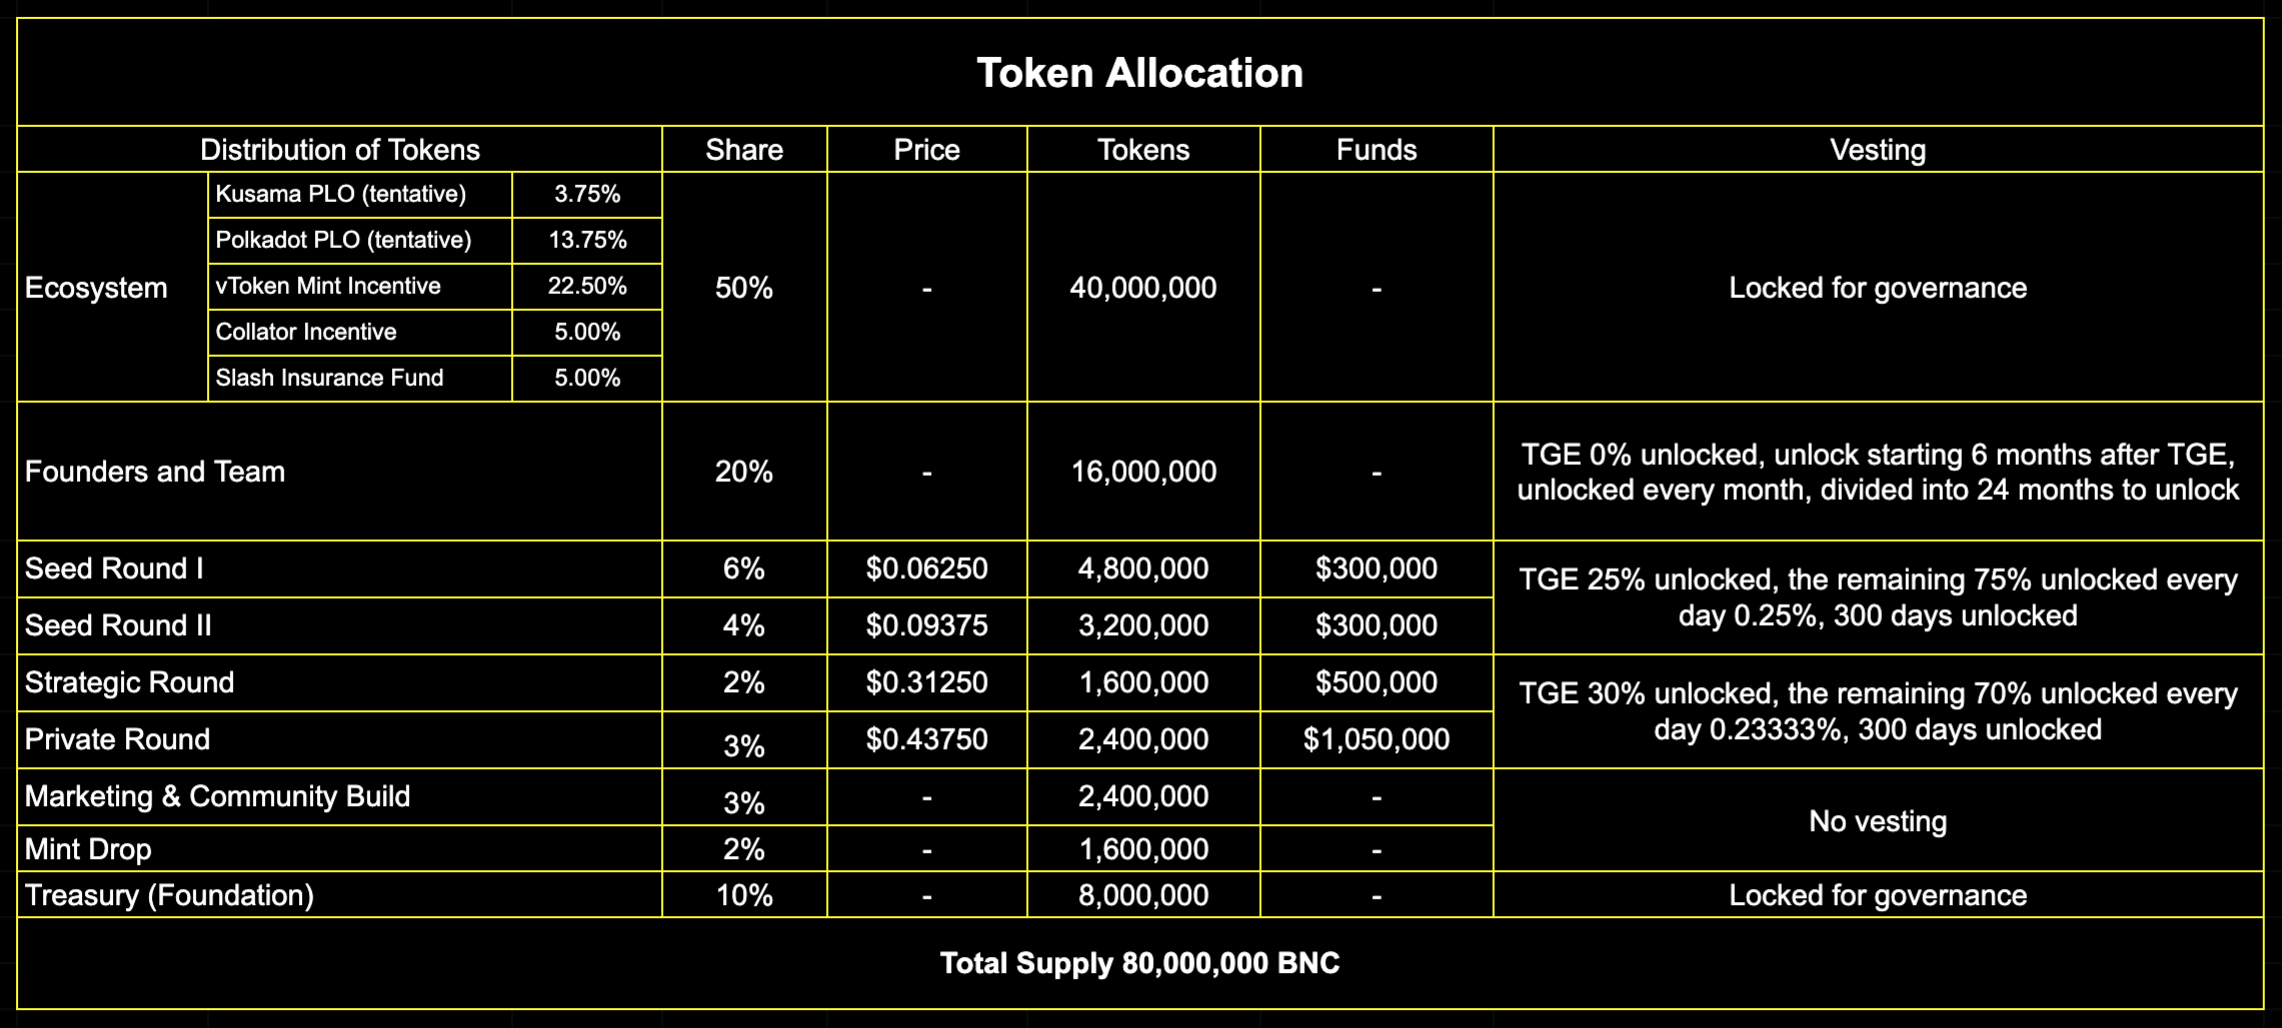 Token Allocation
Distribution of Tokens Share Price Tokens Funds Vesting
Ecosystem
Kusama PLO (tentative) 3.75%
Polkadot PLO (tentative) 13.75%
vToken Mint Incentive 22.50%
Collator Incentive 5.00%
Slash Insurance Fund 5.00%
50% - 40,000,000 - Locked for governance
Founders and Team 20% - 16,000,000 -
TGE 0% unlocked, unlock starting 6 months after TGE,
unlocked every month, divided into 24 months to unlock
Seed Round I 6% $0.06250 4,800,000 $300,000
Seed Round II 4% $0.09375 3,200,000 $300,000
TGE 25% unlocked, the remaining 75% unlocked every
day 0.25%, 300 days unlocked
Strategic Round 2% $0.31250 1,600,000 $500,000
Private Round 3% $0.43750 2,400,000 $1,050,000
TGE 30% unlocked, the remaining 70% unlocked every
day 0.23333%, 300 days unlocked
Marketing & Community Build 3% - 2,400,000 -
Mint Drop 2% - 1,600,000 -
No vesting
Treasury (Foundation) 10% - 8,000,000 - Locked for governance
Total Supply 80,000,000 BNC